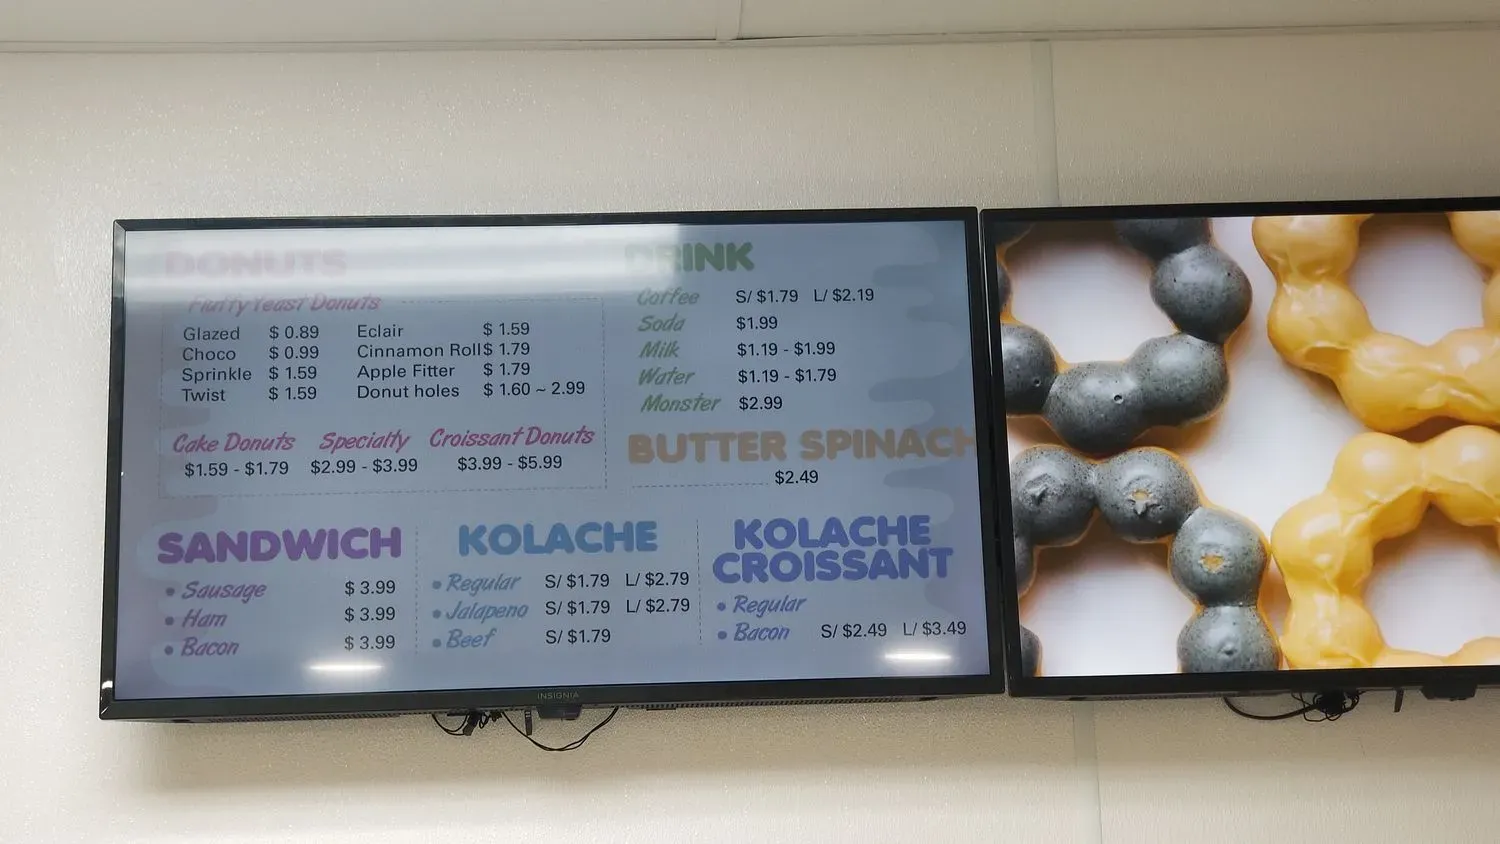 DONUTS
Fluffy Yeast Donuts
Glazed $ 0.89 Eclair $ 1.59
Choco $ 0.99 Cinnamon Roll $ 1.79
Sprinkle $ 1.59 Apple Fitter $ 1.79
Twist $ 1.59 Donut holes $ 1.60 ~ 2.99
Cake Donuts Specialty Croissant Donuts
$1.59 - $1.79 $2.99 - $3.99 $3.99 - $5.99
DRINK
Coffee S/ $1.79 L/ $2.19
Soda $1.99
Milk $1.19 - $1.99
Water $1.19 - $1.79
Monster $2.99
BUTTER SPINACH
$2.49
SANDWICH
• Sausage $ 3.99
• Ham $ 3.99
• Bacon $ 3.99
KOLACHE
• Regular S/ $1.79 L/ $2.79
• Jalapeno S/ $1.79 L/ $2.79
• Beef S/ $1.79
KOLACHE
CROISSANT
• Regular
• Bacon S/ $2.49 L/ $3.49
INSIGNIA